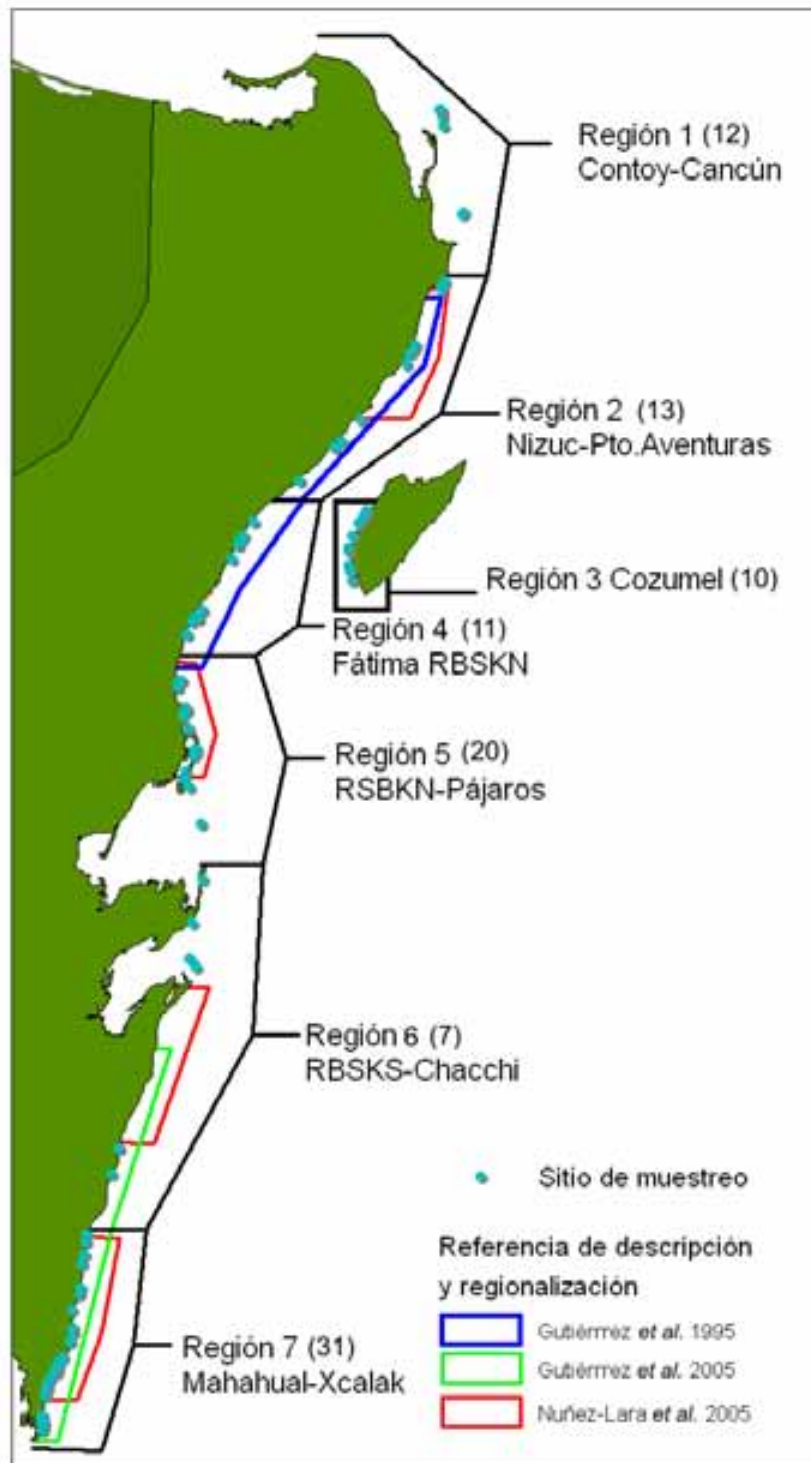 Región 1 (12)
Contoy-Cancún
Región 2 (13)
Nizuc-Pto.Aventuras
Región 3 Cozumel (10)
Región 4 (11)
Fátima RBSKN
Región 5 (20)
RSBKN-Pájaros
Región 6 (7)
RBSKS-Chacchi
Sitio de muestreo
Referencia de descripción
y regionalización
Gutiérrrez et al. 1995
Gutiérrrez et al. 2005
Nuñez-Lara et al. 2005
Región 7 (31)
Mahahual-Xcalak